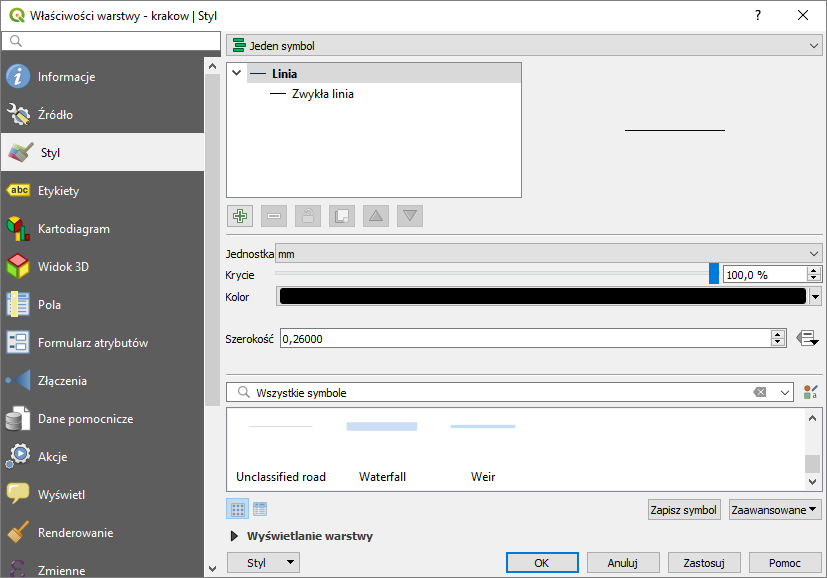 Właściwości warstwy - krakow | Styl
?
Jeden symbol
Informacje
Źródło
Styl
abc Etykiety
Kartodiagram
Widok 3D
Pola
Formularz atrybutów
Złączenia
Dane pomocnicze
Akcje
Wyświetl
Renderowanie
Zmienne
Linia
Zwykła linia
Jednostka mm
Krycie 100,0 %
Kolor
Szerokość 0,26000
Wszystkie symbole
Unclassified road Waterfall Weir
Zapisz symbol Zaawansowane
Wyświetlanie warstwy
Styl OK Anuluj Zastosuj Pomoc